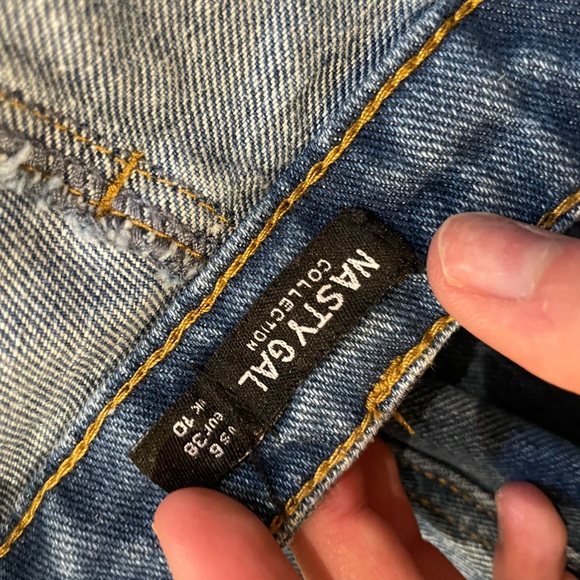 NASTY GAL
COLLECTION
US 6
eur 38
UK 10